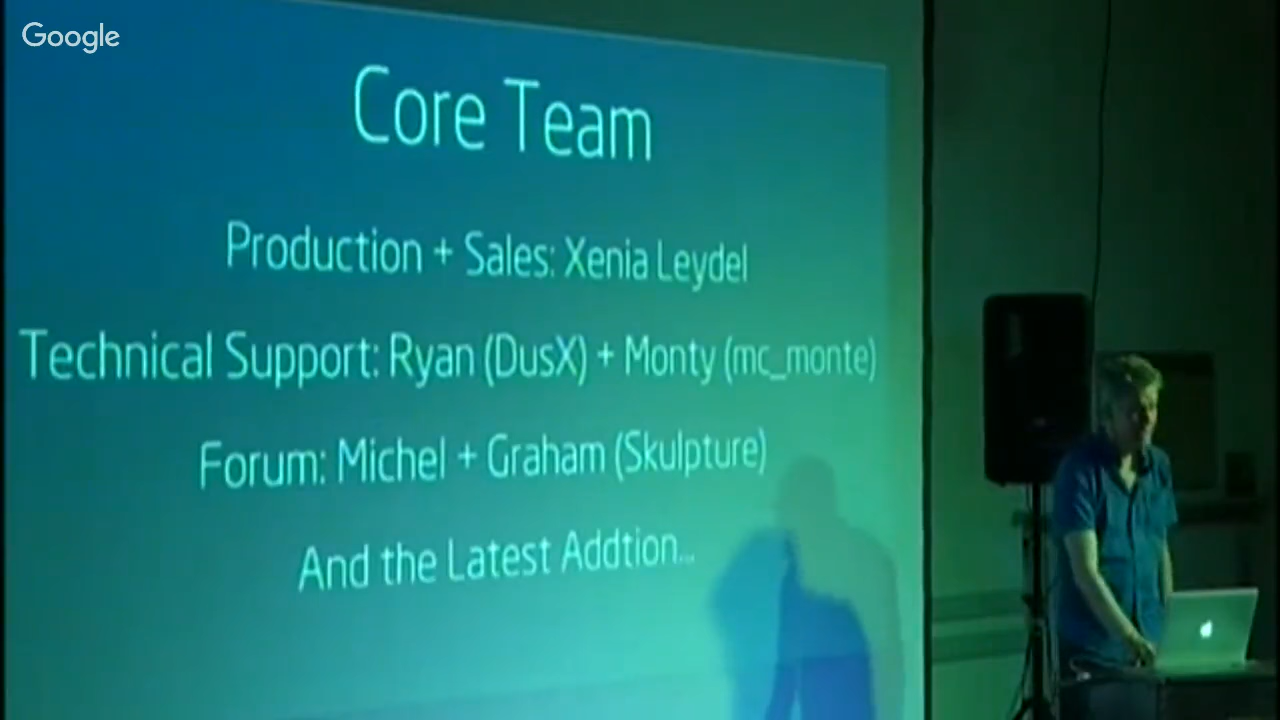 Google
Core Team
Production + Sales: Xenia Leydel
Technical Support: Ryan (DusX) + Monty (mc_monte)
Forum: Michel + Graham (Skulpture)
And the Latest Addtion...